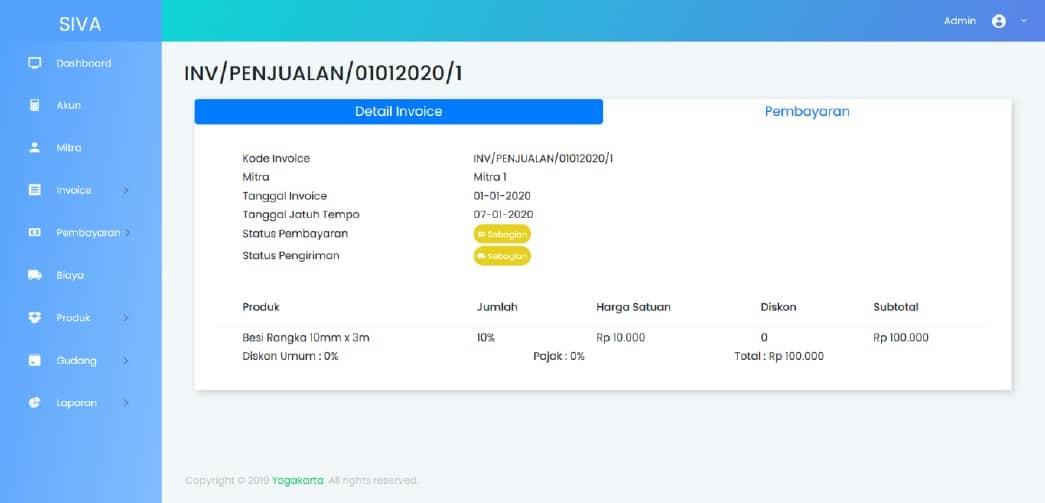 SIVA
Admin
Dashboard
Akun
Mitra
Invoice
Pembayaran
Biaya
Produk
Gudang
Laporan
INV/PENJUALAN/01012020/1
Detail Invoice Pembayaran
Kode Invoice INV/PENJUALAN/01012020/1
Mitra Mitra 1
Tanggal Invoice 01-01-2020
Tanggal Jatuh Tempo 07-01-2020
Status Pembayaran Sebagian
Status Pengiriman Sebagian
Produk Jumlah Harga Satuan Diskon Subtotal
Besi Rangka 10mm x 3m 10% Rp 10.000 0 Rp 100.000
Diskon Umum : 0% Pajak : 0% Total : Rp 100.000
Copyright © 2019 Yogakarta. All rights reserved.